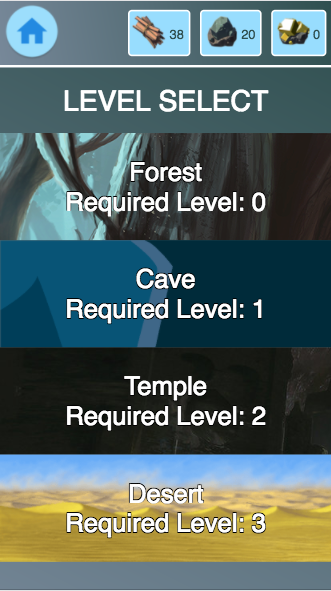 38
20
0
LEVEL SELECT
Forest
Required Level: 0
Cave
Required Level: 1
Temple
Required Level: 2
Desert
Required Level: 3